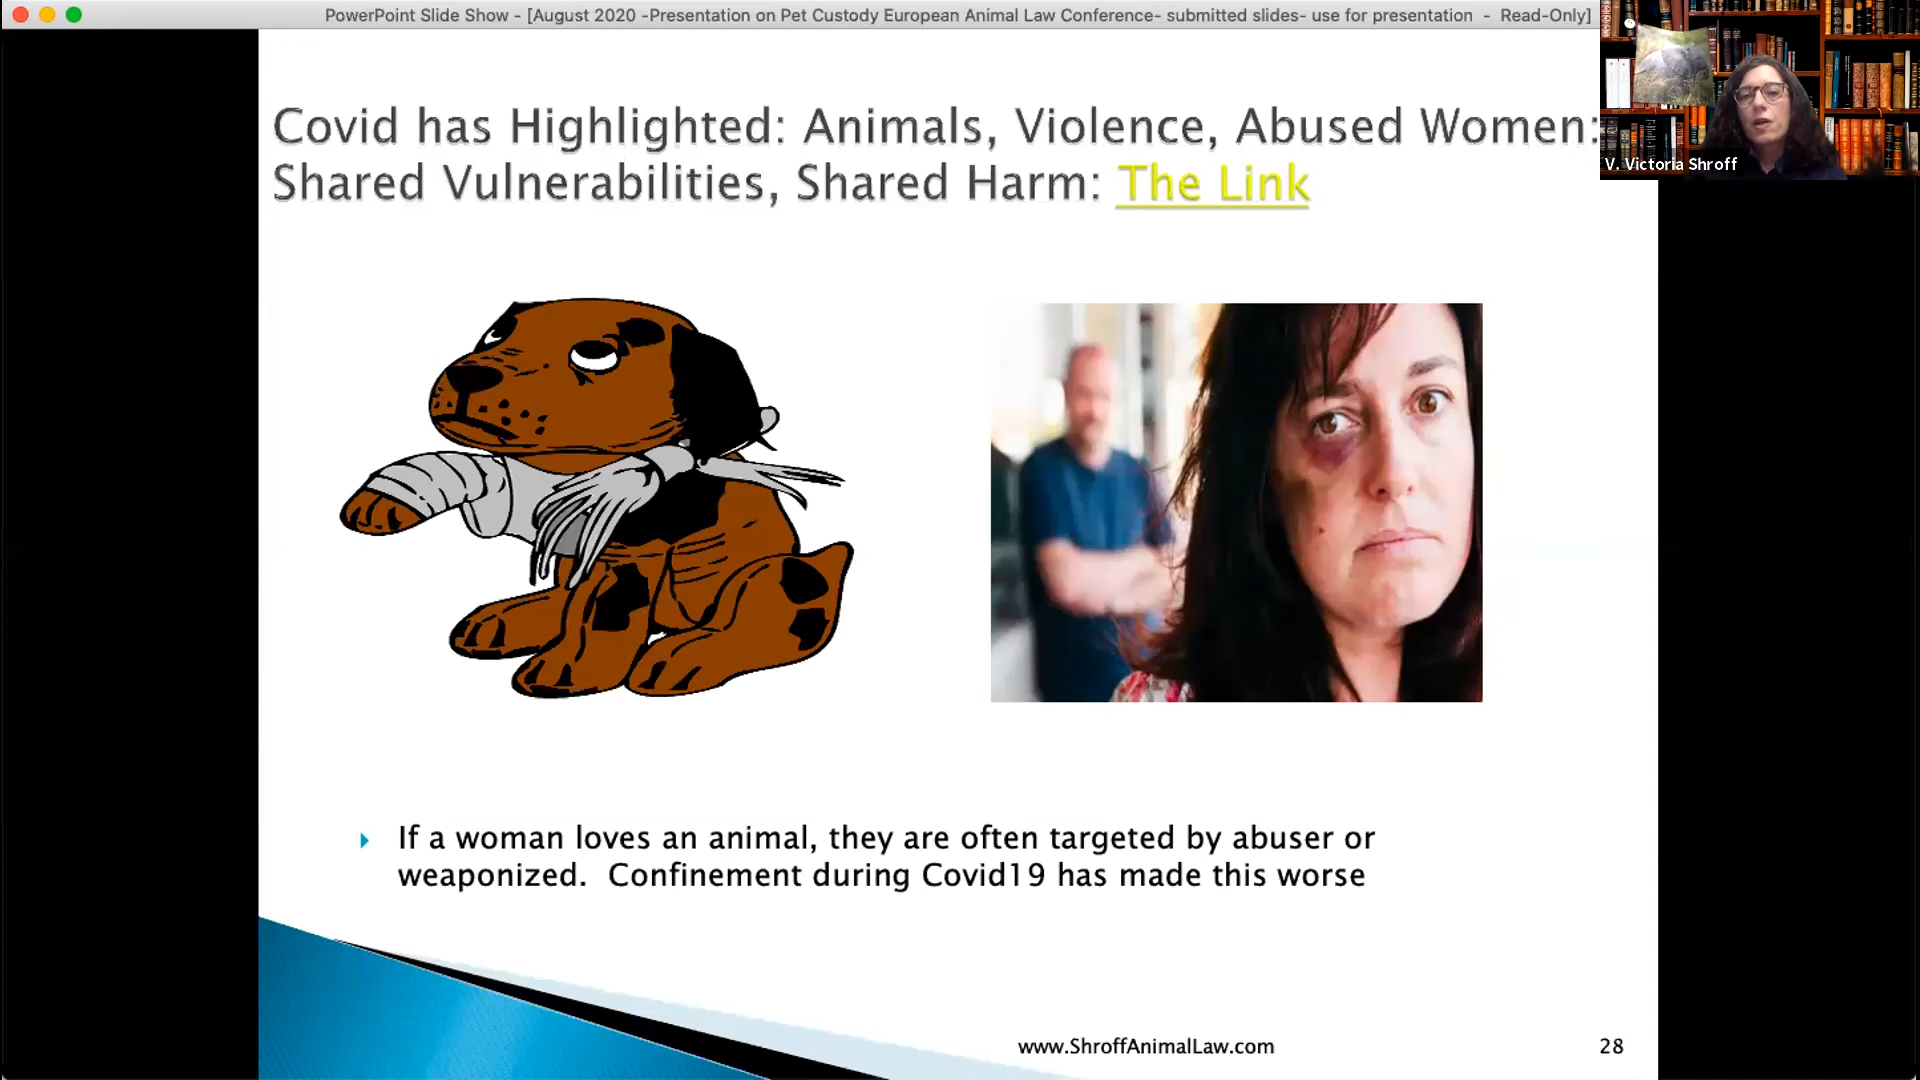 PowerPoint Slide Show - [August 2020 -Presentation on Pet Custody European Animal Law Conference- submitted slides- use for presentation - Read-Only]
Covid has Highlighted: Animals, Violence, Abused Women:
Shared Vulnerabilities, Shared Harm: The Link
V. Victoria Shroff
If a woman loves an animal, they are often targeted by abuser or
weaponized. Confinement during Covid19 has made this worse
www.ShroffAnimalLaw.com
28